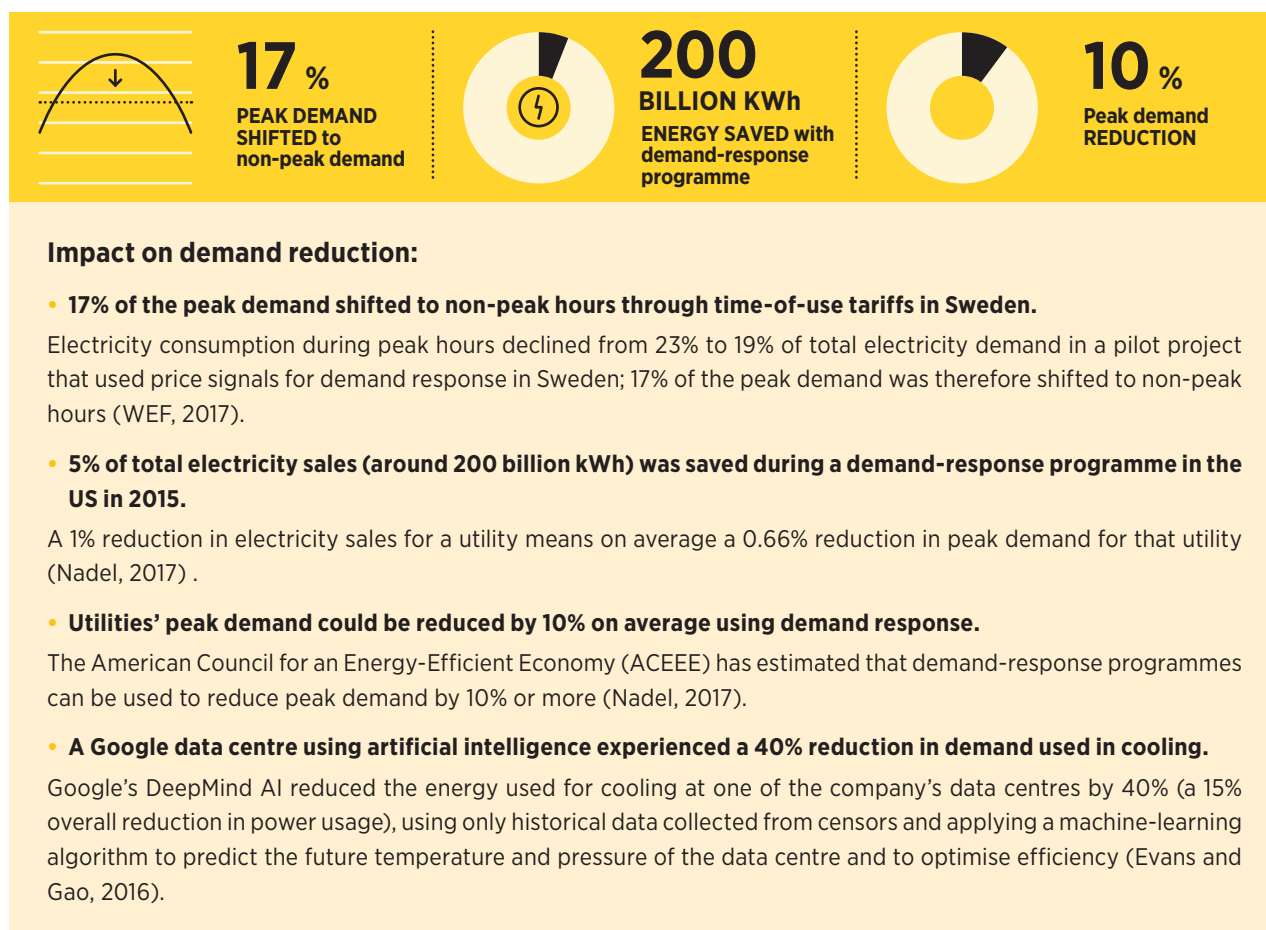 17 %
PEAK DEMAND
SHIFTED to
non-peak demand
200
BILLION KWh
ENERGY SAVED with
demand-response
programme
10 %
Peak demand
REDUCTION
Impact on demand reduction:
• 17% of the peak demand shifted to non-peak hours through time-of-use tariffs in Sweden.
Electricity consumption during peak hours declined from 23% to 19% of total electricity demand in a pilot project
that used price signals for demand response in Sweden; 17% of the peak demand was therefore shifted to non-peak
hours (WEF, 2017).
• 5% of total electricity sales (around 200 billion kWh) was saved during a demand-response programme in the
US in 2015.
A 1% reduction in electricity sales for a utility means on average a 0.66% reduction in peak demand for that utility
(Nadel, 2017) .
• Utilities’ peak demand could be reduced by 10% on average using demand response.
The American Council for an Energy-Efficient Economy (ACEEE) has estimated that demand-response programmes
can be used to reduce peak demand by 10% or more (Nadel, 2017).
• A Google data centre using artificial intelligence experienced a 40% reduction in demand used in cooling.
Google’s DeepMind AI reduced the energy used for cooling at one of the company’s data centres by 40% (a 15%
overall reduction in power usage), using only historical data collected from censors and applying a machine-learning
algorithm to predict the future temperature and pressure of the data centre and to optimise efficiency (Evans and
Gao, 2016).